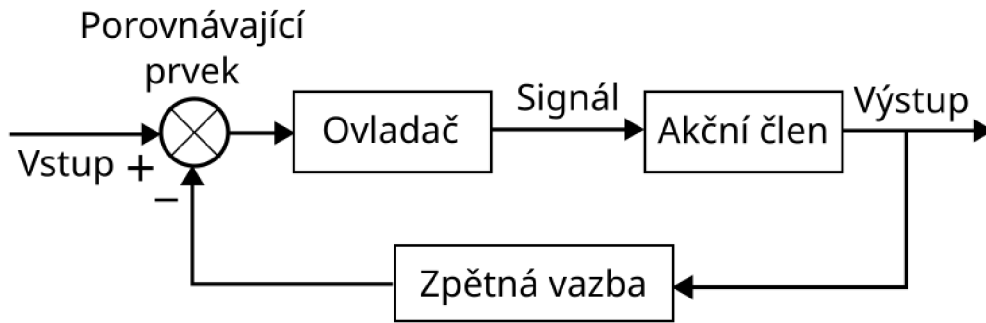 Porovnávající
prvek
Vstup
+
−
Ovladač
Signál
Akční člen
Výstup
Zpětná vazba